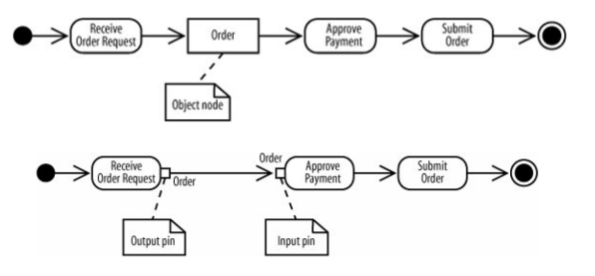 Receive
Order Request
Order
Approve
Payment
Submit
Order
Object node
Receive
Order Request
Order
Order
Approve
Payment
Submit
Order
Output pin
Input pin